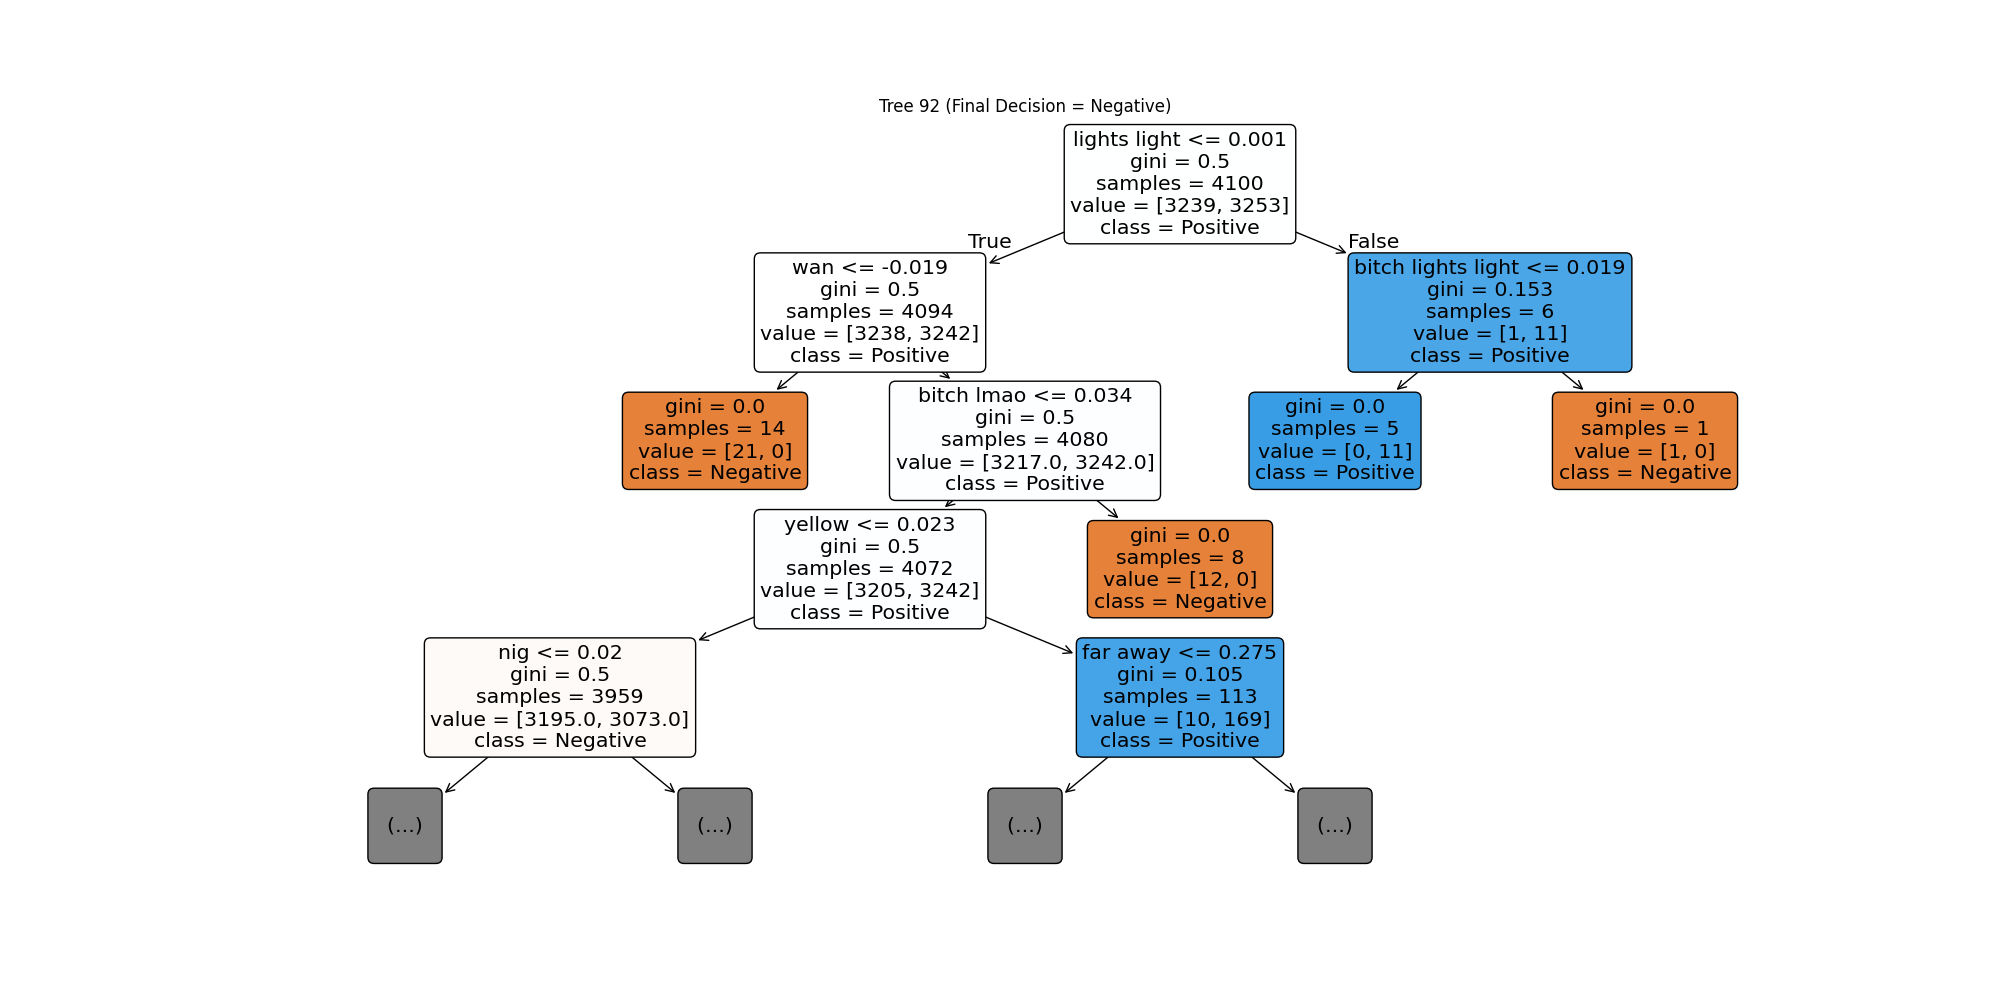 Tree 92 (Final Decision = Negative)
lights light <= 0.001
gini = 0.5
samples = 4100
value = [3239, 3253]
class = Positive
True
False
wan <= -0.019
gini = 0.5
samples = 4094
value = [3238, 3242]
class = Positive
bitch lights light <= 0.019
gini = 0.153
samples = 6
value = [1, 11]
class = Positive
gini = 0.0
samples = 14
value = [21, 0]
class = Negative
bitch lmao <= 0.034
gini = 0.5
samples = 4080
value = [3217.0, 3242.0]
class = Positive
gini = 0.0
samples = 5
value = [0, 11]
class = Positive
gini = 0.0
samples = 1
value = [1, 0]
class = Negative
yellow <= 0.023
gini = 0.5
samples = 4072
value = [3205, 3242]
class = Positive
gini = 0.0
samples = 8
value = [12, 0]
class = Negative
nig <= 0.02
gini = 0.5
samples = 3959
value = [3195.0, 3073.0]
class = Negative
far away <= 0.275
gini = 0.105
samples = 113
value = [10, 169]
class = Positive
(...)
(...)
(...)
(...)